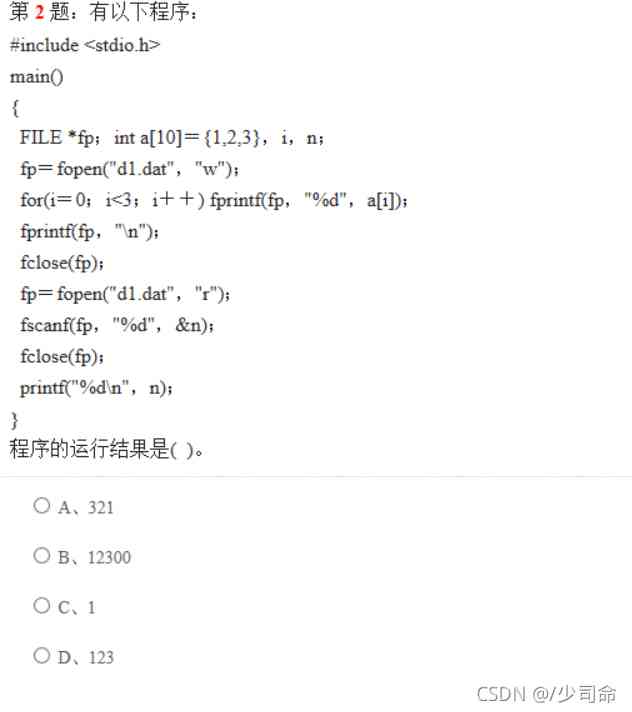 第 2 题：有以下程序：
#include <stdio.h>
main()
{
FILE *fp；int a[10]＝{1,2,3}，i，n；
fp＝fopen("d1.dat"，"w")；
for(i＝0；i<3；i＋＋) fprintf(fp，"%d"，a[i])；
fprintf(fp，"\n")；
fclose(fp)；
fp＝fopen("d1.dat"，"r")；
fscanf(fp，"%d"，&n)；
fclose(fp)；
printf("%d\n"，n)；
}
程序的运行结果是( )。
A、321
B、12300
C、1
D、123
CSDN @/少司命